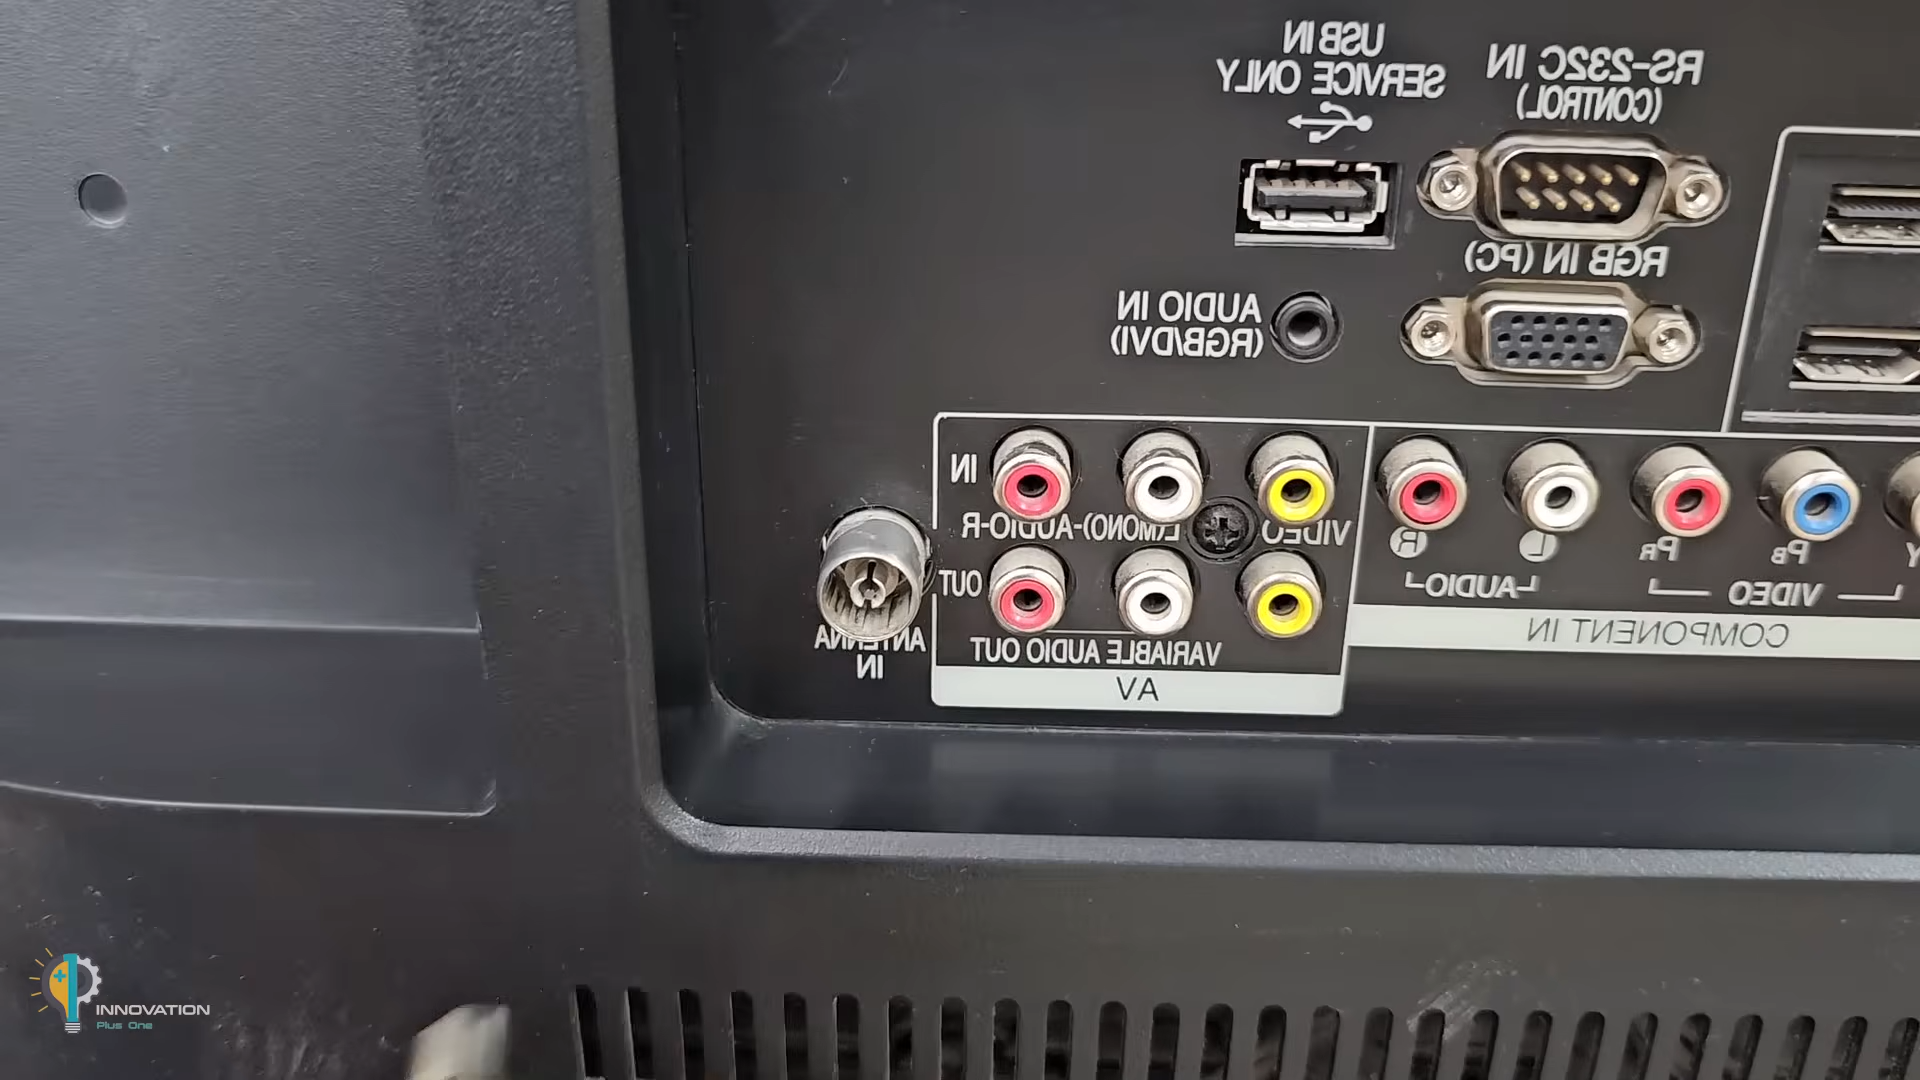 USB IN
SERVICE ONLY
RS-232C IN
(CONTROL)
RGB IN (PC)
AUDIO IN
(RGB/DVI)
IN
VIDEO
L(MONO)-AUDIO-R
OUT
VARIABLE AUDIO OUT
AV
ANTENNA
IN
Y
PB
PR
L
R
VIDEO
AUDIO
COMPONENT IN
INNOVATION
Plus One